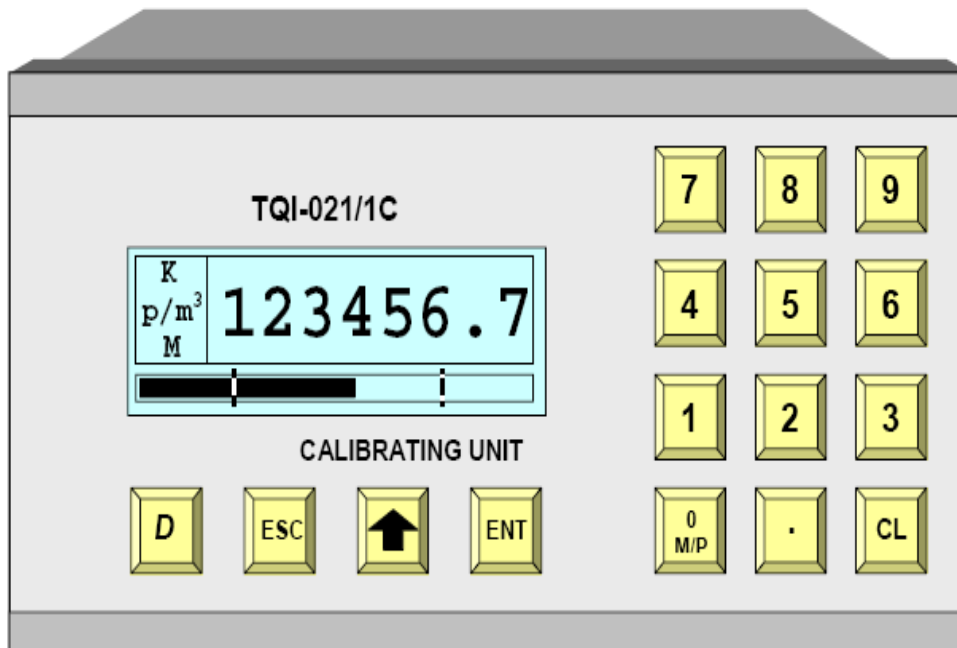 TQI-021/1C
K
p/m³
M
123456.7
CALIBRATING UNIT
D
ESC
ENT
7
8
9
4
5
6
1
2
3
0
M/P
.
CL